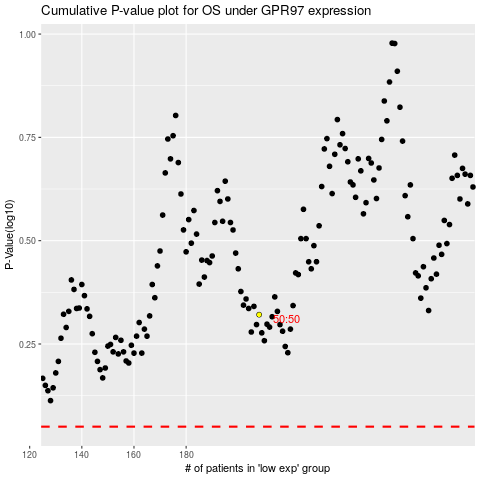 Cumulative P-value plot for OS under GPR97 expression
P-Value(log10)
1.00
0.75
0.50
0.25
50:50
120 140 160 180
# of patients in 'low exp' group